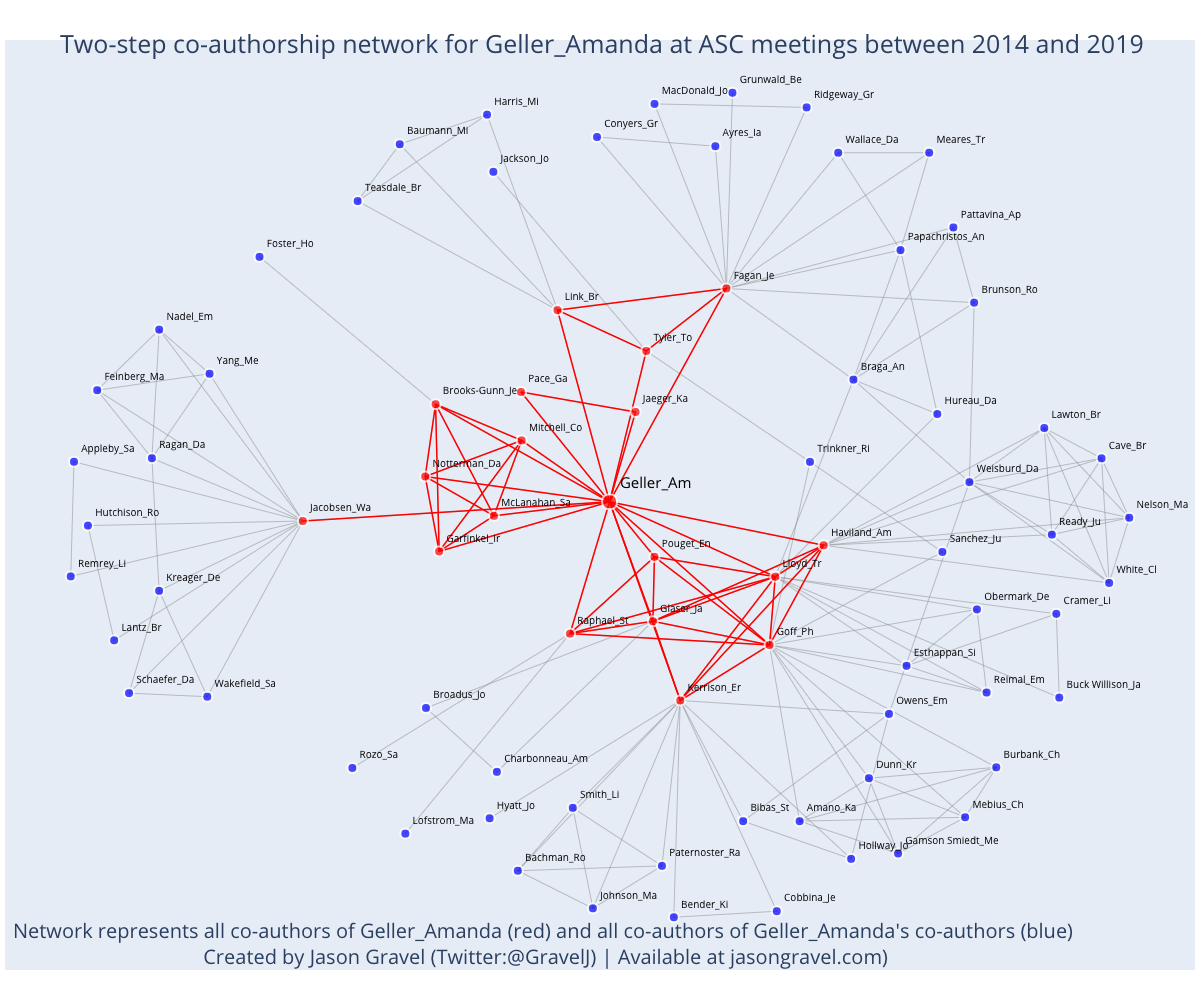 Two-step co-authorship network for Geller_Amanda at ASC meetings between 2014 and 2019
Grunwald_Be
MacDonald_Jo
Ridgeway_Gr
Harris_Mi
Conyers_Gr
Baumann_Mi
Ayres_Ia
Wallace_Da
Meares_Tr
Jackson_Jo
Teasdale_Br
Pattavina_Ap
Papachristos_An
Foster_Ho
Fagan_Je
Brunson_Ro
Link_Br
Nadel_Em
Tyler_To
Yang_Me
Braga_An
Feinberg_Ma
Pace_Ga
Brooks-Gunn_Je
Jaeger_Ka
Hureau_Da
Lawton_Br
Mitchell_Co
Ragan_Da
Appleby_Sa
Trinkner_Ri
Cave_Br
Notterman_Da
Weisburd_Da
Geller_Am
McLanahan_Sa
Jacobsen_Wa
Nelson_Ma
Hutchison_Ro
Ready_Ju
Haviland_Am
Sanchez_Ju
Garfinkel_Ir
Pouget_En
Lloyd_Tr
Remrey_Li
White_Cl
Kreager_De
Obermark_De
Cramer_Li
Glaser_Ja
Raphael_St
Goff_Ph
Lantz_Br
Esthappan_Si
Schaefer_Da
Wakefield_Sa
Reimal_Em
Buck Willison_Ja
Kerrison_Er
Broadus_Jo
Owens_Em
Rozo_Sa
Charbonneau_Am
Burbank_Ch
Dunn_Kr
Smith_Li
Hyatt_Jo
Bibas_St
Amano_Ka
Mebius_Ch
Lofstrom_Ma
Gamson Smiedt_Me
Hollway_Jo
Bachman_Ro
Paternoster_Ra
Johnson_Ma
Bender_Ki
Cobbina_Je
Network represents all co-authors of Geller_Amanda (red) and all co-authors of Geller_Amanda's co-authors (blue)
Created by Jason Gravel (Twitter:@GravelJ) | Available at jasongravel.com)